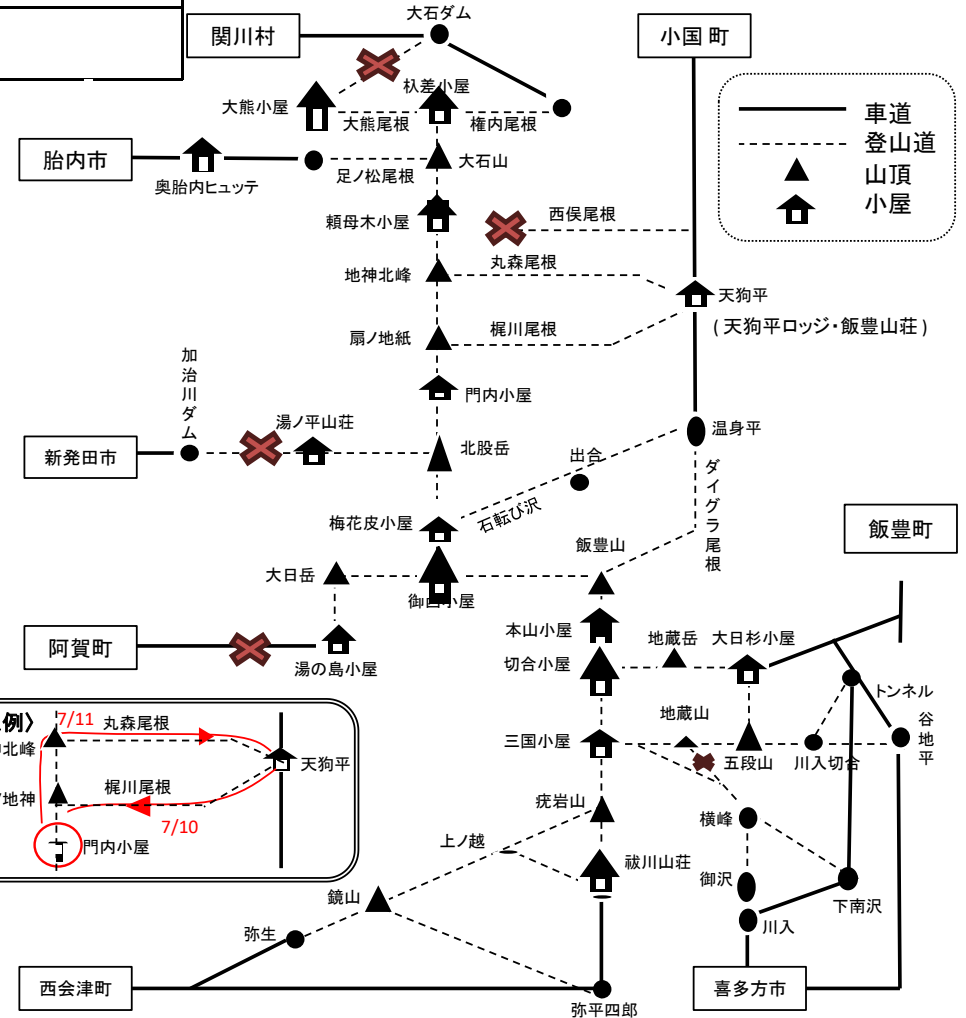 大石ダム
関川村
小国町
杁差小屋
大熊小屋
大熊尾根
権内尾根
車道
登山道
山頂
小屋
胎内市
大石山
足ノ松尾根
奥胎内ヒュッテ
頼母木小屋
西俣尾根
丸森尾根
地神北峰
天狗平
(天狗平ロッジ・飯豊山荘)
扇ノ地紙
梶川尾根
門内小屋
加治川ダム
湯ノ平山荘
北股岳
温身平
新発田市
出合
石転び沢
ダイグラ尾根
梅花皮小屋
飯豊町
飯豊山
大日岳
御西小屋
本山小屋
地蔵岳
大日杉小屋
阿賀町
湯の島小屋
切合小屋
トンネル
地蔵山
谷地平
三国小屋
五段山
川入切合
例〉
7/11
丸森尾根
北峰
天狗平
梶川尾根
地神
7/10
門内小屋
疣岩山
横峰
上ノ越
祓川山荘
御沢
下南沢
鏡山
川入
弥生
西会津町
喜多方市
弥平四郎